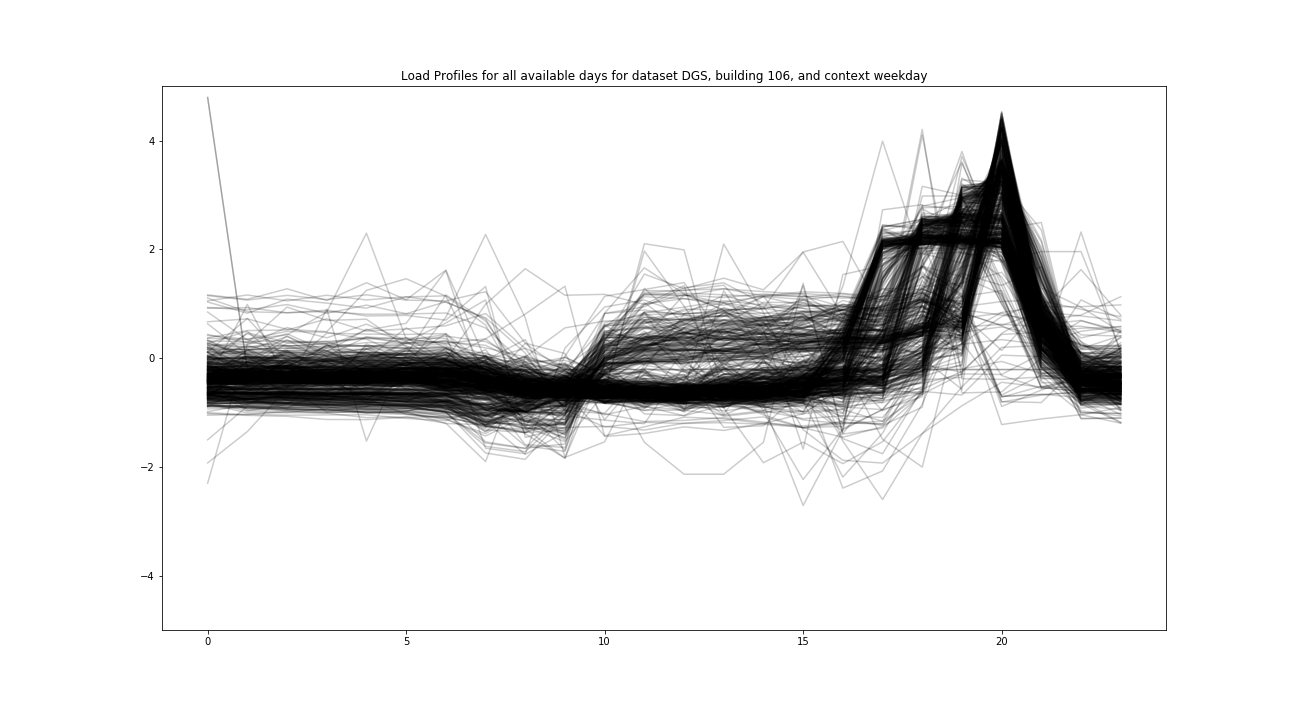 Load Profiles for all available days for dataset DGS, building 106, and context weekday
4
2
0
−2
−4
0 5 10 15 20